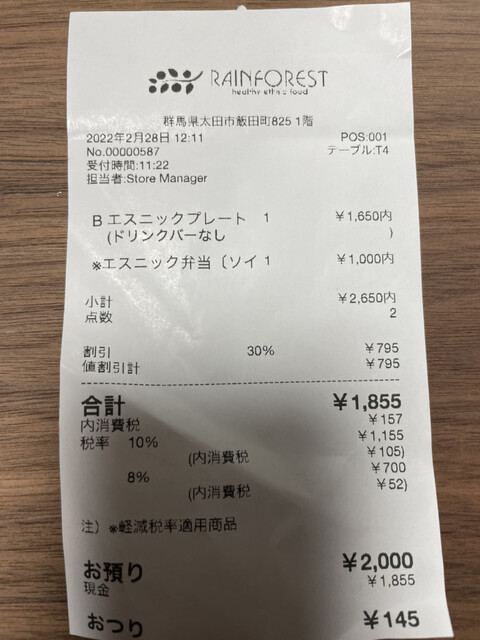 RAINFOREST
healthy ethnic food
群馬県太田市飯田町825 1階
2022年2月28日 12:11 POS:001
No.00000587 テーブル:T4
受付時間:11:22
担当者:Store Manager
B エスニックプレート 1 ¥1,650内
(ドリンクバーなし )
※エスニック弁当〔ソイ 1 ¥1,000内
小計 ¥2,650内
点数 2
割引 30% ¥795
値割引計 ¥795
合計 ¥1,855
内消費税 ¥157
税率 10% ¥1,155
(内消費税 ¥105)
8% ¥700
(内消費税 ¥52)
注）※軽減税率適用商品
お預り ¥2,000
現金 ¥1,855
おつり ¥145